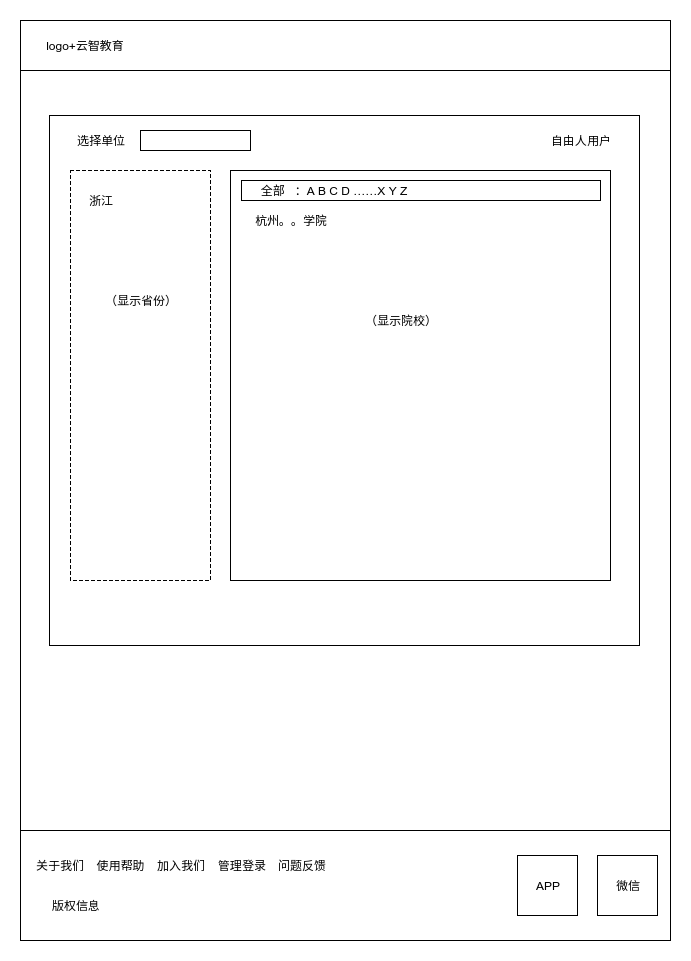 logo+云智教育
选择单位
自由人用户
浙江
全部 ：A B C D ……X Y Z
杭州。。学院
（显示省份）
（显示院校）
关于我们 使用帮助 加入我们 管理登录 问题反馈
APP
微信
版权信息